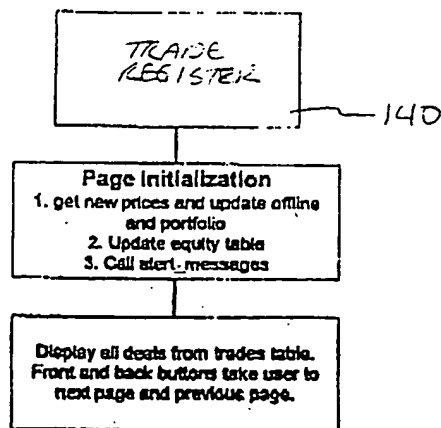 TRADE
REGISTER
140
Page Initialization
1. get new prices and update offline
and portfolio
2. Update equity table
3. Call alert messages
Display all deals from trades table.
Front and back buttons take user to
next page and previous page.